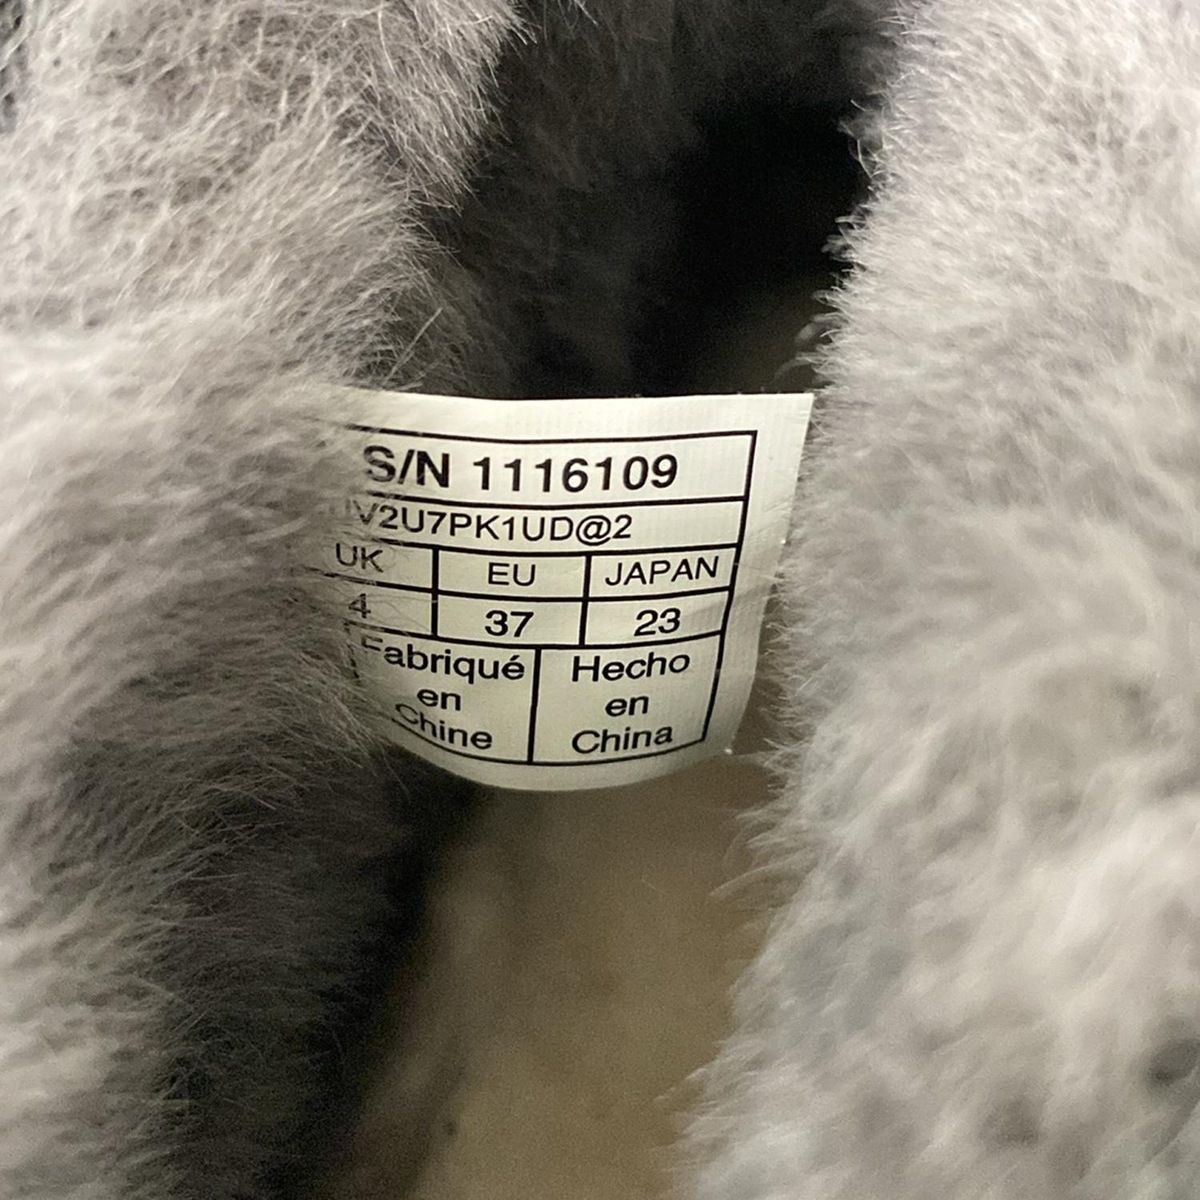 S/N 1116109
V2U7PK1UD@2
UK EU JAPAN
4 37 23
Fabriqué Hecho
en en
Chine China